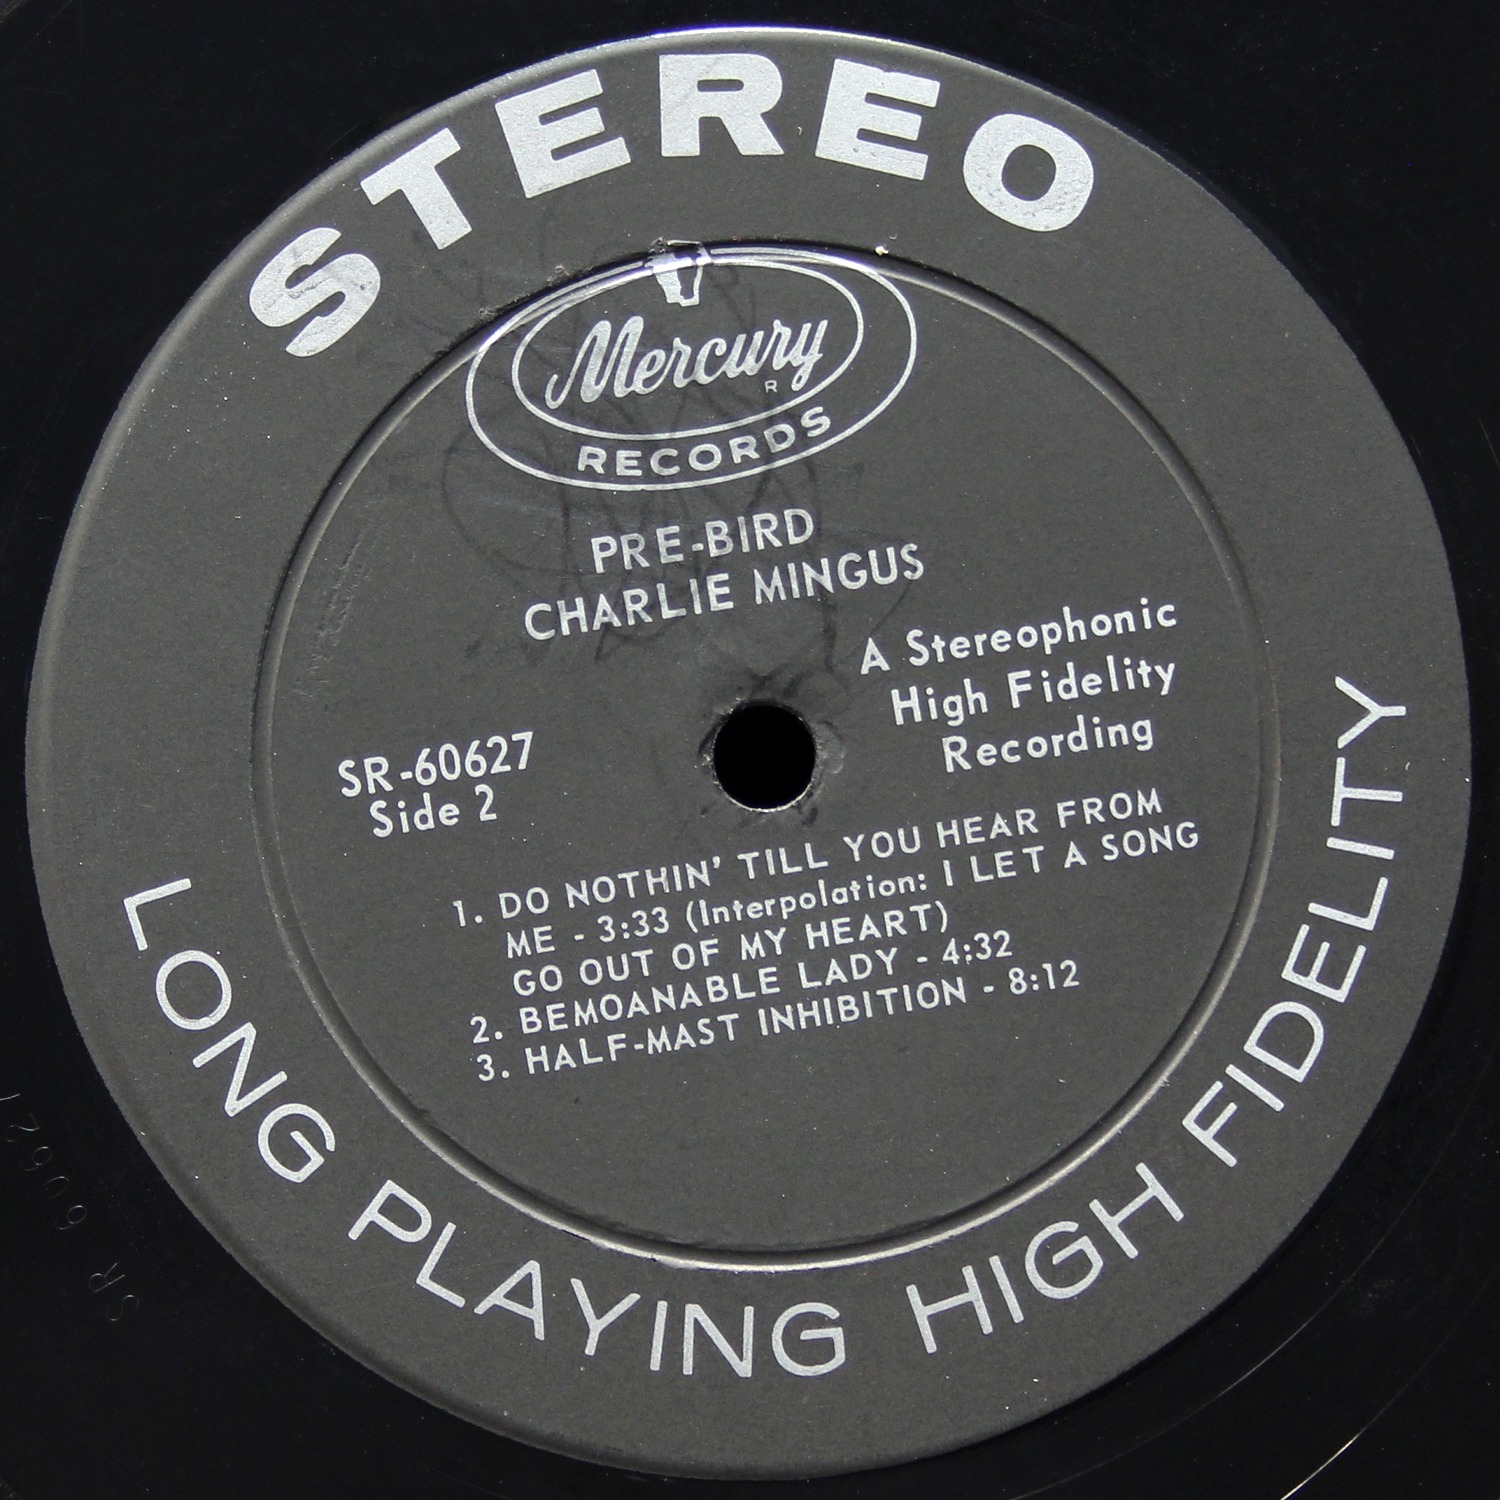 STEREO
Mercury
R
RECORDS
PRE-BIRD
CHARLIE MINGUS
A Stereophonic
High Fidelity
Recording
SR-60627
Side 2
1. DO NOTHIN' TILL YOU HEAR FROM
ME - 3:33 (Interpolation: I LET A SONG
GO OUT OF MY HEART)
2. BEMOANABLE LADY - 4:32
3. HALF-MAST INHIBITION - 8:12
LONG PLAYING HIGH FIDELITY
SR 6062